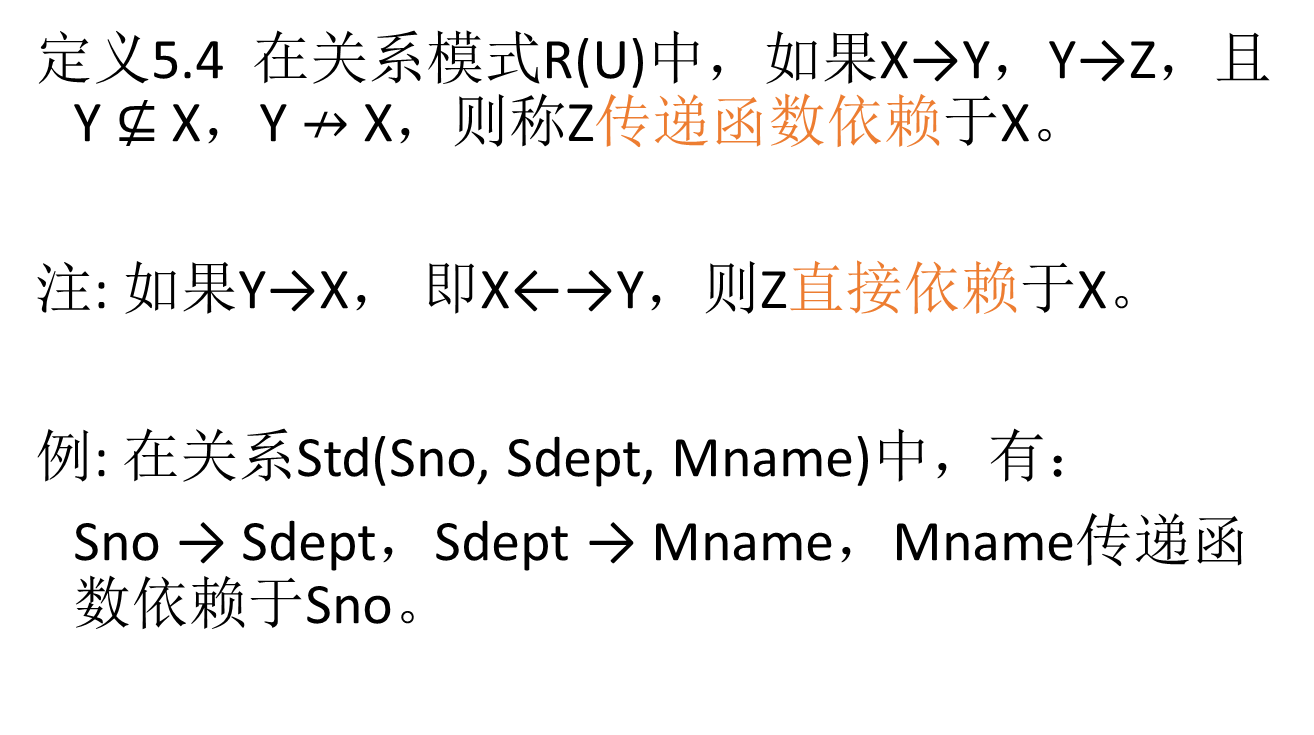 定义5.4 在关系模式R(U)中，如果X→Y，Y→Z，且
Y ⊈ X，Y ↛ X，则称Z传递函数依赖于X。
注: 如果Y→X， 即X←→Y，则Z直接依赖于X。
例: 在关系Std(Sno, Sdept, Mname)中，有：
Sno → Sdept，Sdept → Mname，Mname传递函
数依赖于Sno。